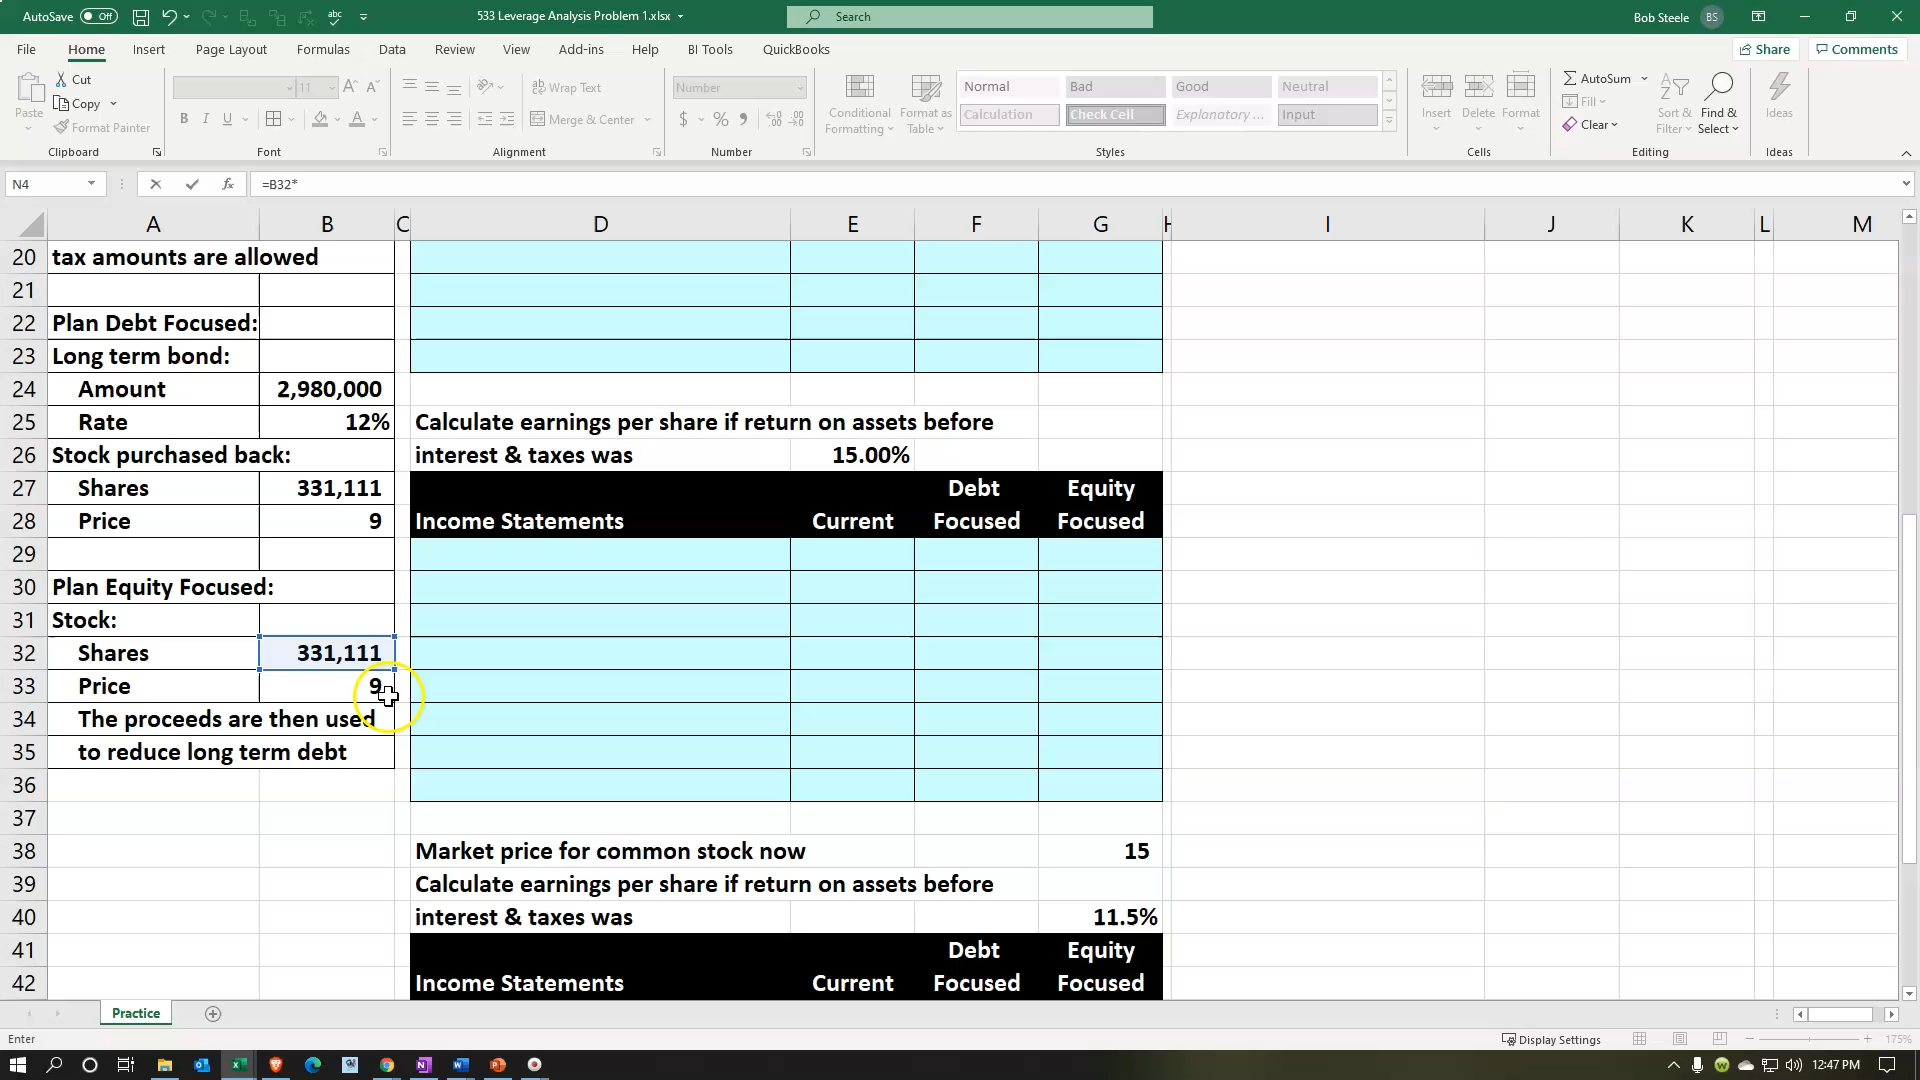 AutoSave Off 533 Leverage Analysis Problem 1.xlsx Search Bob Steele BS
File Home Insert Page Layout Formulas Data Review View Add-ins Help BI Tools QuickBooks Share Comments
Paste Cut Copy Format Painter
11 A A B I U A
Wrap Text Merge & Center
Number $ % 9
Conditional Formatting Format as Table
Normal Bad Good Neutral
Calculation Check Cell Explanatory ... Input
Insert Delete Format
AutoSum Fill Clear Sort & Filter Find & Select Ideas
Clipboard Font Alignment Number Styles Cells Editing Ideas
N4 fx =B32*
A B C D E F G H I J K L M
20 tax amounts are allowed
21
22 Plan Debt Focused:
23 Long term bond:
24 Amount 2,980,000
25 Rate 12% Calculate earnings per share if return on assets before
26 Stock purchased back: interest & taxes was 15.00%
27 Shares 331,111 Debt Equity
28 Price 9 Income Statements Current Focused Focused
29
30 Plan Equity Focused:
31 Stock:
32 Shares 331,111
33 Price 9
34 The proceeds are then used
35 to reduce long term debt
36
37
38 Market price for common stock now 15
39 Calculate earnings per share if return on assets before
40 interest & taxes was 11.5%
41 Debt Equity
42 Income Statements Current Focused Focused
Practice
Enter Display Settings 175%
12:47 PM